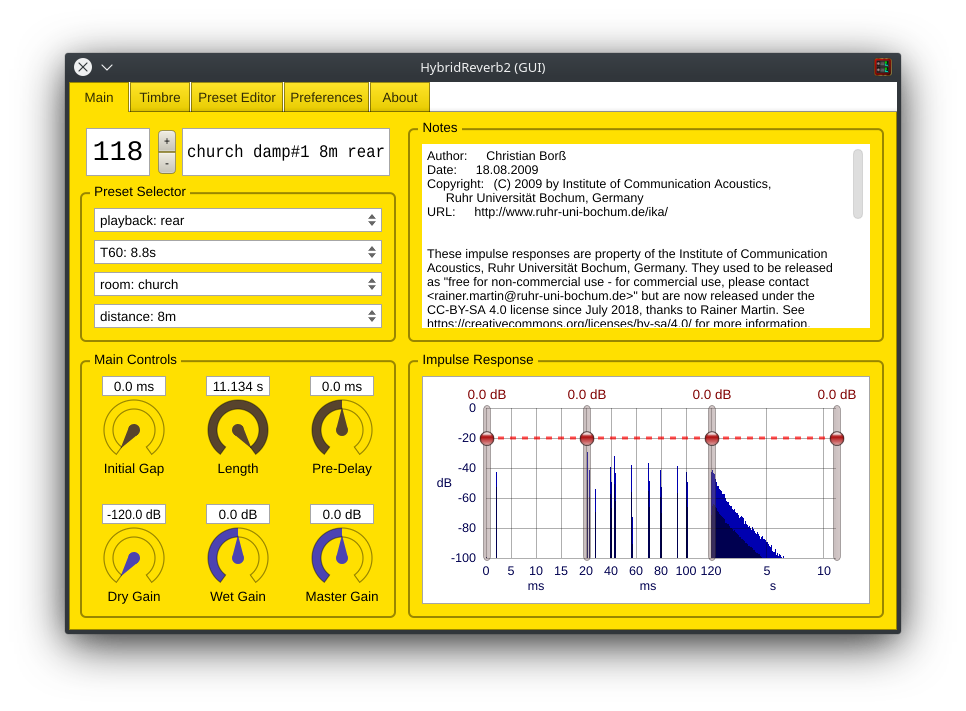 HybridReverb2 (GUI)
Main Timbre Preset Editor Preferences About
118 + - church damp#1 8m rear
Preset Selector
playback: rear
T60: 8.8s
room: church
distance: 8m
Notes
Author: Christian Borß
Date: 18.08.2009
Copyright: (C) 2009 by Institute of Communication Acoustics,
Ruhr Universität Bochum, Germany
URL: http://www.ruhr-uni-bochum.de/ika/
These impulse responses are property of the Institute of Communication
Acoustics, Ruhr Universität Bochum, Germany. They used to be released
as "free for non-commercial use - for commercial use, please contact
<rainer.martin@ruhr-uni-bochum.de>" but are now released under the
CC-BY-SA 4.0 license since July 2018, thanks to Rainer Martin. See
https://creativecommons.org/licenses/by-sa/4.0/ for more information.
Main Controls
0.0 ms 11.134 s 0.0 ms
Initial Gap Length Pre-Delay
-120.0 dB 0.0 dB 0.0 dB
Dry Gain Wet Gain Master Gain
Impulse Response
0.0 dB 0.0 dB 0.0 dB 0.0 dB
0
-20
-40
dB
-60
-80
-100
0 5 10 15 20 40 60 80 100 120 5 10
ms ms s